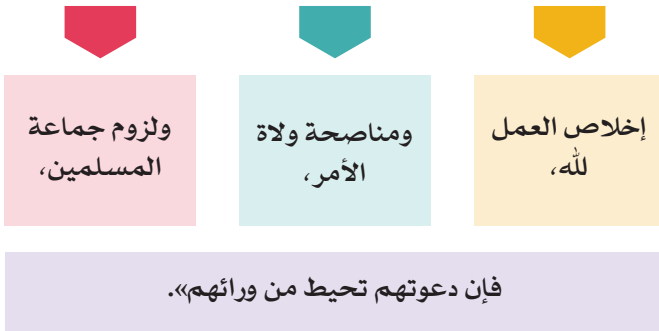 إخلاص العمل
لله،
ومناصحة ولاة
الأمر،
ولزوم جماعة
المسلمين،
فإن دعوتهم تحيط من ورائهم».